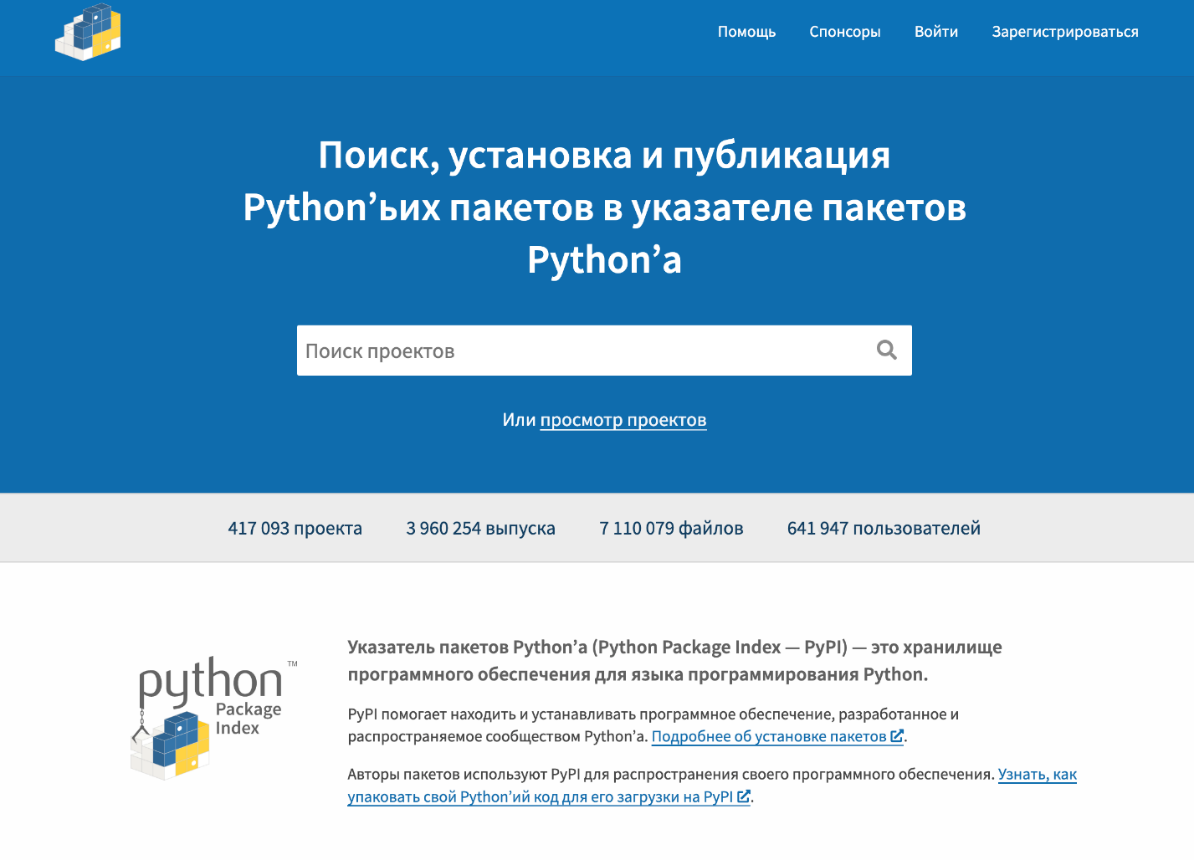 Помощь Спонсоры Войти Зарегистрироваться
Поиск, установка и публикация
Python’ьих пакетов в указателе пакетов
Python’а
Поиск проектов
Или просмотр проектов
417 093 проекта 3 960 254 выпуска 7 110 079 файлов 641 947 пользователей
python™
Package
Index
Указатель пакетов Python’а (Python Package Index — PyPI) — это хранилище
программного обеспечения для языка программирования Python.
PyPI помогает находить и устанавливать программное обеспечение, разработанное и
распространяемое сообществом Python’а. Подробнее об установке пакетов.
Авторы пакетов используют PyPI для распространения своего программного обеспечения. Узнать, как
упаковать свой Python’ий код для его загрузки на PyPI.